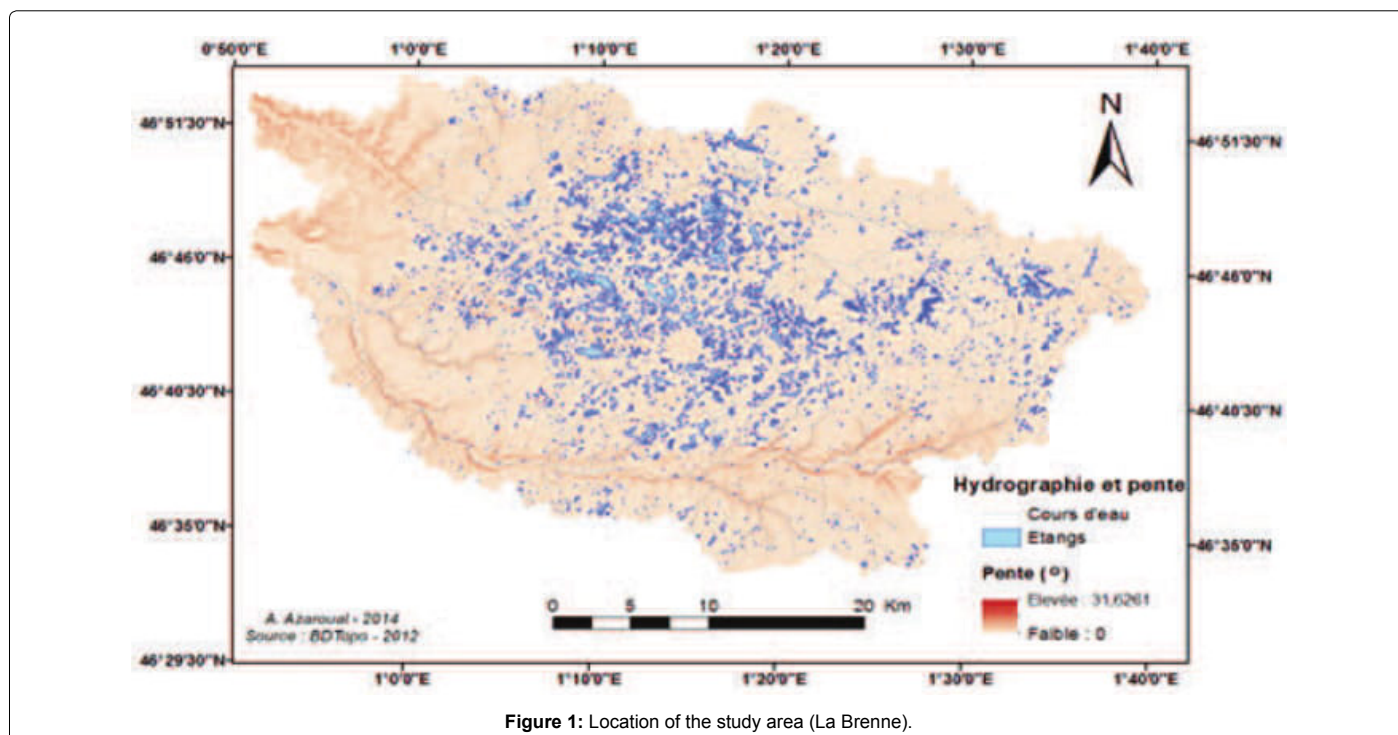 0°50'0"E 1°0'0"E 1°10'0"E 1°20'0"E 1°30'0"E 1°40'0"E
N
46°51'30"N 46°51'30"N
46°46'0"N 46°46'0"N
46°40'30"N 46°40'30"N
Hydrographie et pente
Cours d'eau
46°35'0"N Etangs 46°35'0"N
Pente (°)
0 5 10 20 Km Elevée : 31,6261
A. Azaroual - 2014
Source : BDTopo - 2012 Faible : 0
46°29'30"N
1°0'0"E 1°10'0"E 1°20'0"E 1°30'0"E 1°40'0"E
Figure 1: Location of the study area (La Brenne).